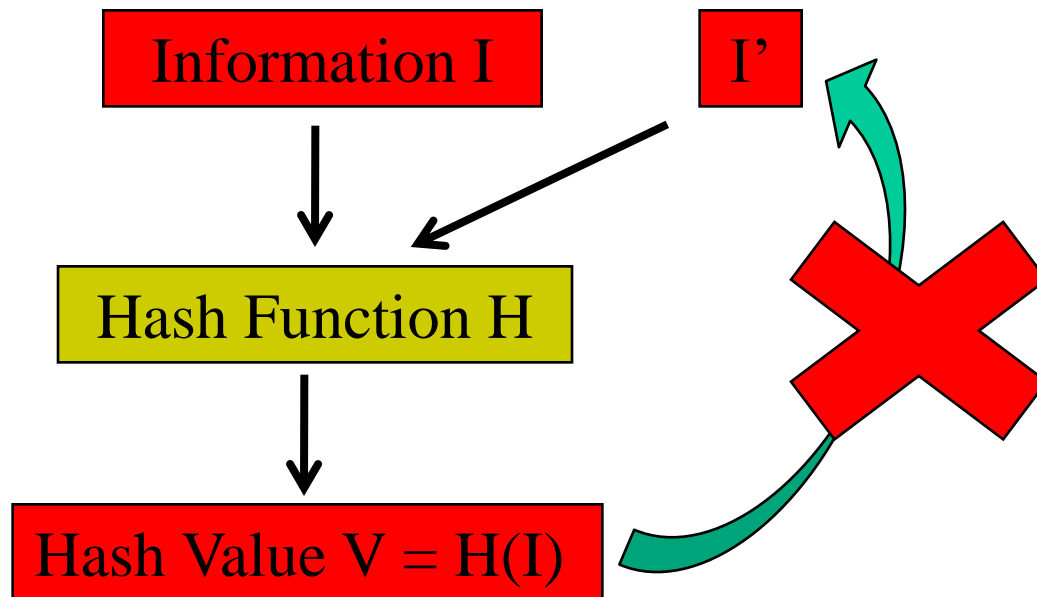 Information I
I’
Hash Function H
Hash Value V = H(I)